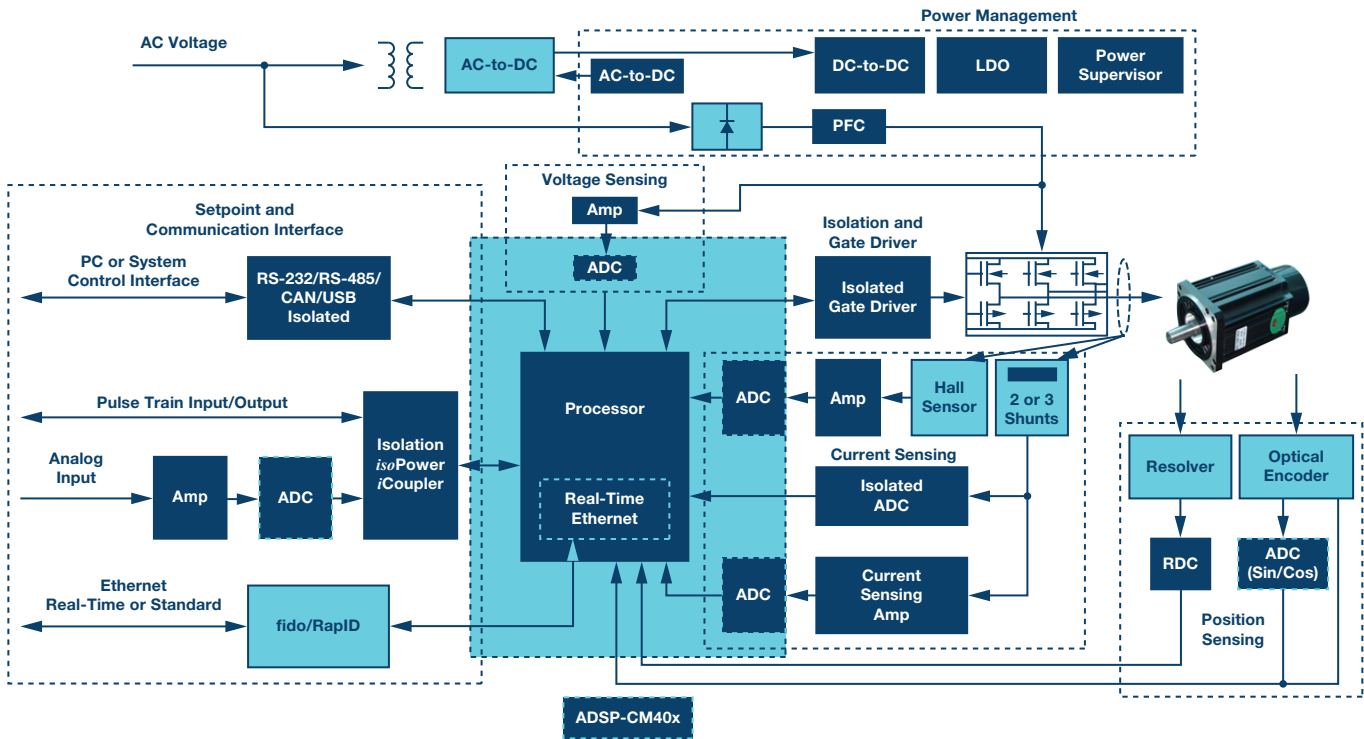 Power Management
AC Voltage
AC-to-DC
AC-to-DC
DC-to-DC
LDO
Power
Supervisor
PFC
Voltage Sensing
Amp
ADC
Setpoint and
Communication Interface
PC or System
Control Interface
RS-232/RS-485/
CAN/USB
Isolated
Isolation and
Gate Driver
Isolated
Gate Driver
Pulse Train Input/Output
Analog
Input
Amp
ADC
Isolation
isoPower
iCoupler
Processor
Real-Time
Ethernet
ADC
Amp
Hall
Sensor
2 or 3
Shunts
Current Sensing
Isolated
ADC
ADC
Current
Sensing
Amp
Resolver
Optical
Encoder
RDC
ADC
(Sin/Cos)
Position
Sensing
Ethernet
Real-Time or Standard
fido/RapID
ADSP-CM40x